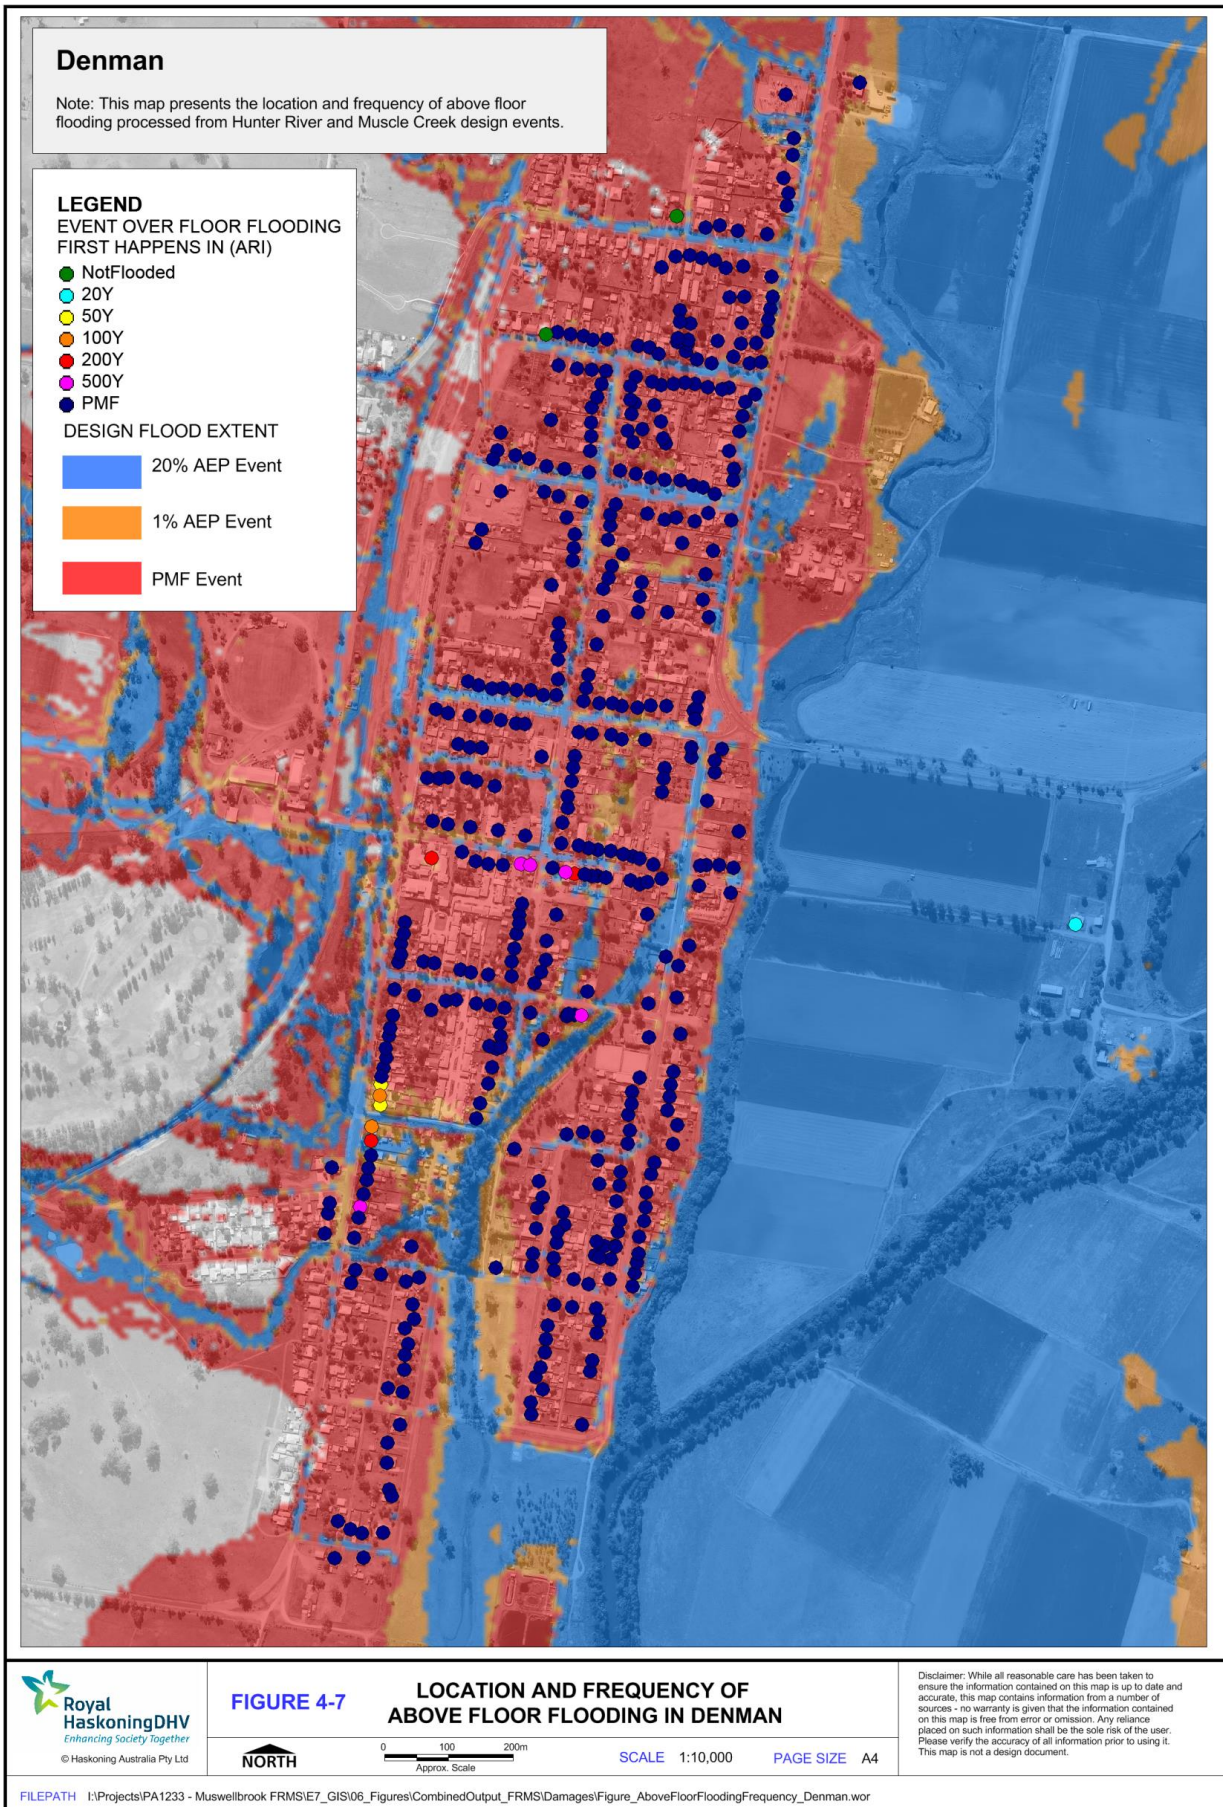 Denman
Note: This map presents the location and frequency of above floor
flooding processed from Hunter River and Muscle Creek design events.
LEGEND
EVENT OVER FLOOR FLOODING
FIRST HAPPENS IN (ARI)
NotFlooded
20Y
50Y
100Y
200Y
500Y
PMF
DESIGN FLOOD EXTENT
20% AEP Event
1% AEP Event
PMF Event
Royal
HaskoningDHV
Enhancing Society Together
© Haskoning Australia Pty Ltd
FIGURE 4-7
LOCATION AND FREQUENCY OF
ABOVE FLOOR FLOODING IN DENMAN
NORTH
0 100 200m
Approx. Scale
SCALE 1:10,000 PAGE SIZE A4
Disclaimer: While all reasonable care has been taken to
ensure the information contained on this map is up to date and
accurate, this map contains information from a number of
sources - no warranty is given that the information contained
on this map is free from error or omission. Any reliance
placed on such information shall be the sole risk of the user.
Please verify the accuracy of all information prior to using it.
This map is not a design document.
FILEPATH I:\Projects\PA1233 - Muswellbrook FRMS\E7_GIS\06_Figures\CombinedOutput_FRMS\Damages\Figure_AboveFloorFloodingFrequency_Denman.wor